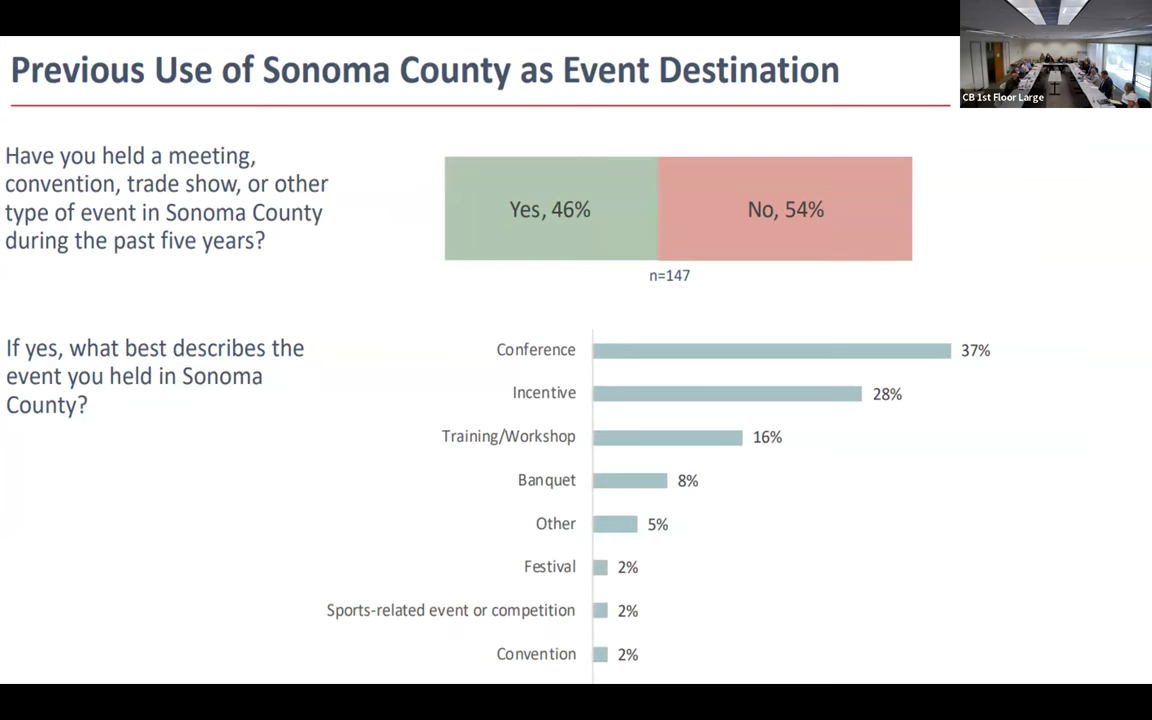 Previous Use of Sonoma County as Event Destination
CB 1st Floor Large
Have you held a meeting,
convention, trade show, or other
type of event in Sonoma County
during the past five years?
Yes, 46%
No, 54%
n=147
If yes, what best describes the
event you held in Sonoma
County?
Conference 37%
Incentive 28%
Training/Workshop 16%
Banquet 8%
Other 5%
Festival 2%
Sports-related event or competition 2%
Convention 2%